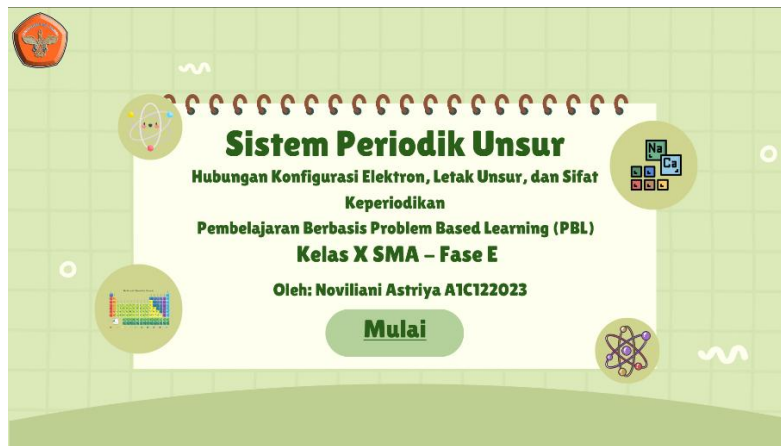 Sistem Periodik Unsur
Hubungan Konfigurasi Elektron, Letak Unsur, dan Sifat
Keperiodikan
Pembelajaran Berbasis Problem Based Learning (PBL)
Kelas X SMA – Fase E
Oleh: Noviliani Astriya A1C122023
Mulai
Na
Ca